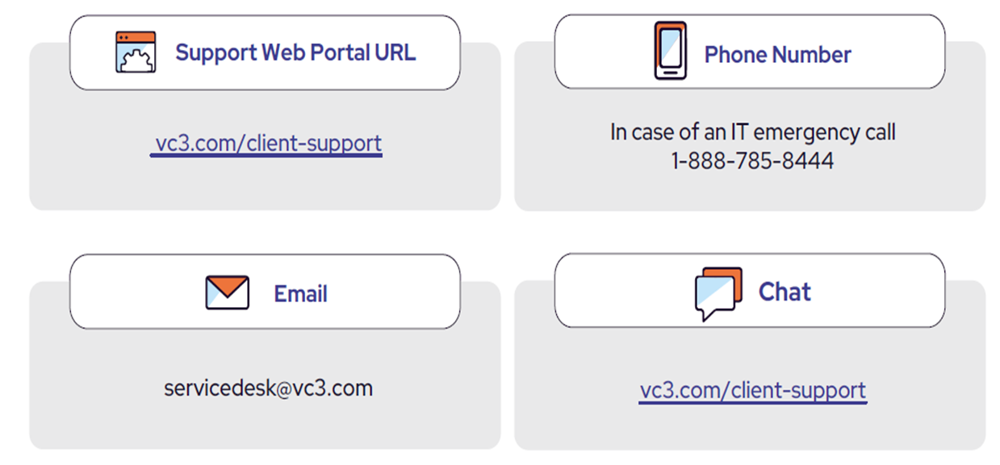 Support Web Portal URL
vc3.com/client-support
Phone Number
In case of an IT emergency call
1-888-785-8444
Email
servicedesk@vc3.com
Chat
vc3.com/client-support